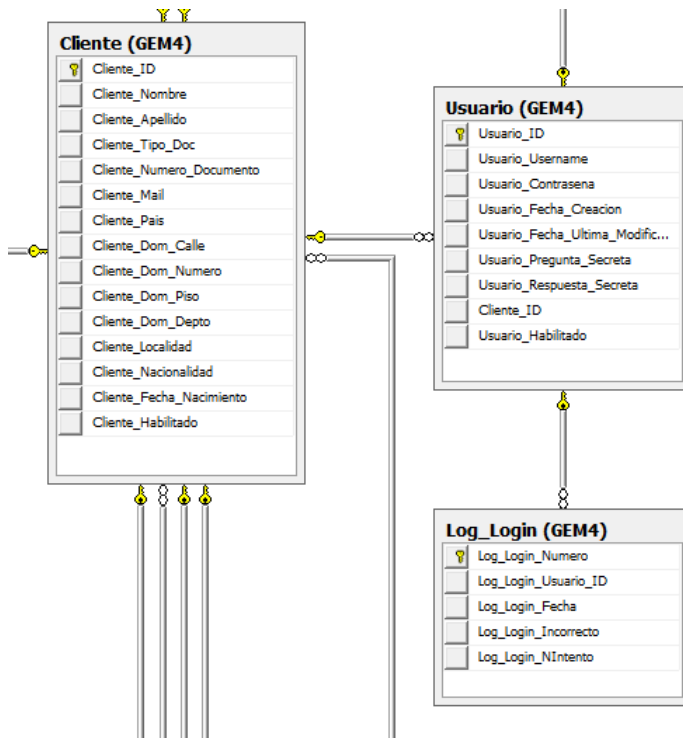 Cliente (GEM4)
Cliente_ID
Cliente_Nombre
Cliente_Apellido
Cliente_Tipo_Doc
Cliente_Numero_Documento
Cliente_Mail
Cliente_Pais
Cliente_Dom_Calle
Cliente_Dom_Numero
Cliente_Dom_Piso
Cliente_Dom_Depto
Cliente_Localidad
Cliente_Nacionalidad
Cliente_Fecha_Nacimiento
Cliente_Habilitado
Usuario (GEM4)
Usuario_ID
Usuario_Username
Usuario_Contrasena
Usuario_Fecha_Creacion
Usuario_Fecha_Ultima_Modific...
Usuario_Pregunta_Secreta
Usuario_Respuesta_Secreta
Cliente_ID
Usuario_Habilitado
Log_Login (GEM4)
Log_Login_Numero
Log_Login_Usuario_ID
Log_Login_Fecha
Log_Login_Incorrecto
Log_Login_NIntento